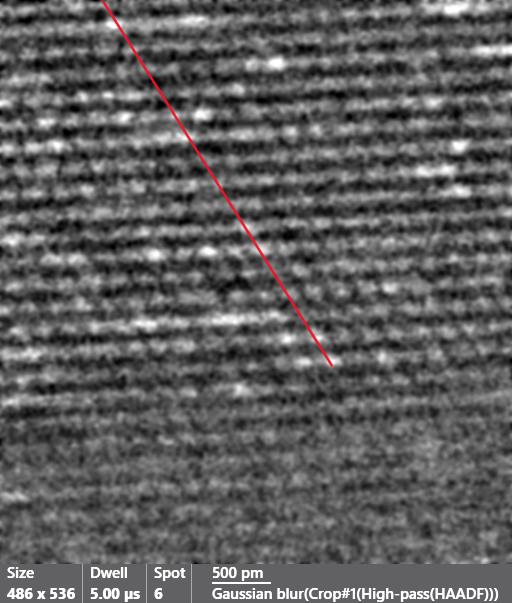 Size Dwell Spot 500 pm
486 x 536 5.00 µs 6 Gaussian blur(Crop#1(High-pass(HAADF)))